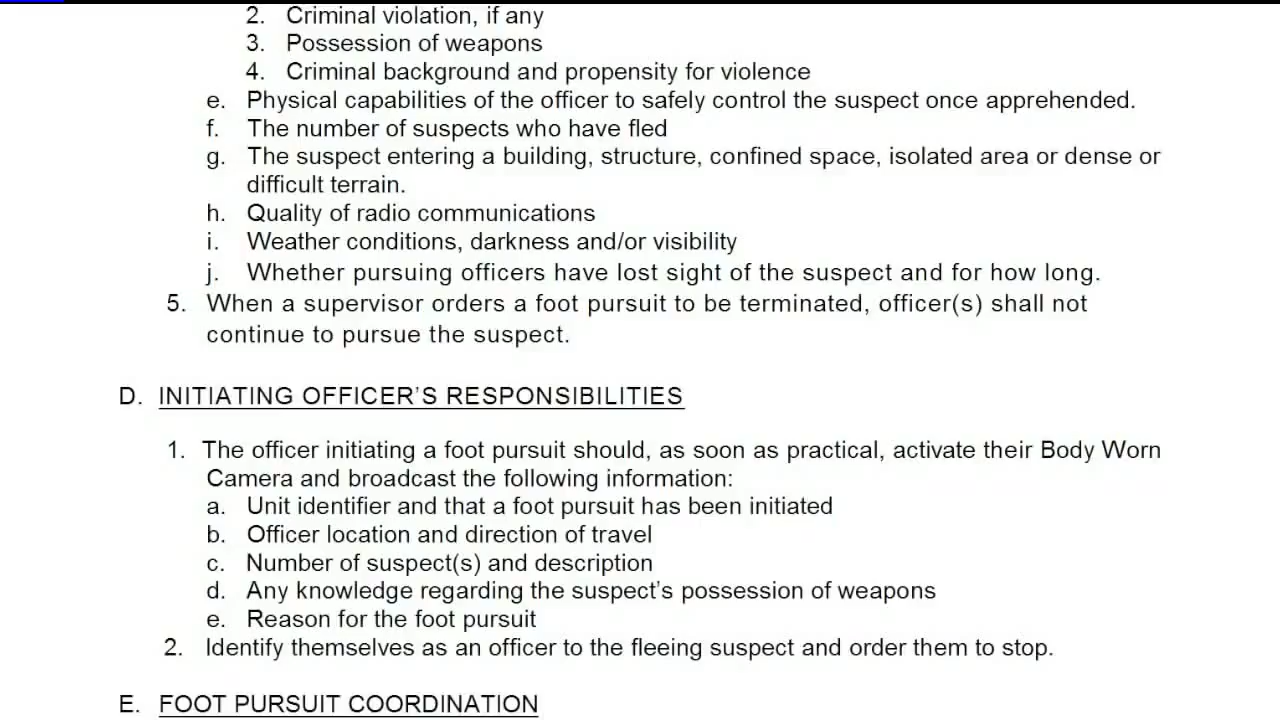 2. Criminal violation, if any
3. Possession of weapons
4. Criminal background and propensity for violence
e. Physical capabilities of the officer to safely control the suspect once apprehended.
f. The number of suspects who have fled
g. The suspect entering a building, structure, confined space, isolated area or dense or
difficult terrain.
h. Quality of radio communications
i. Weather conditions, darkness and/or visibility
j. Whether pursuing officers have lost sight of the suspect and for how long.
5. When a supervisor orders a foot pursuit to be terminated, officer(s) shall not
continue to pursue the suspect.
D. INITIATING OFFICER’S RESPONSIBILITIES
1. The officer initiating a foot pursuit should, as soon as practical, activate their Body Worn
Camera and broadcast the following information:
a. Unit identifier and that a foot pursuit has been initiated
b. Officer location and direction of travel
c. Number of suspect(s) and description
d. Any knowledge regarding the suspect’s possession of weapons
e. Reason for the foot pursuit
2. Identify themselves as an officer to the fleeing suspect and order them to stop.
E. FOOT PURSUIT COORDINATION